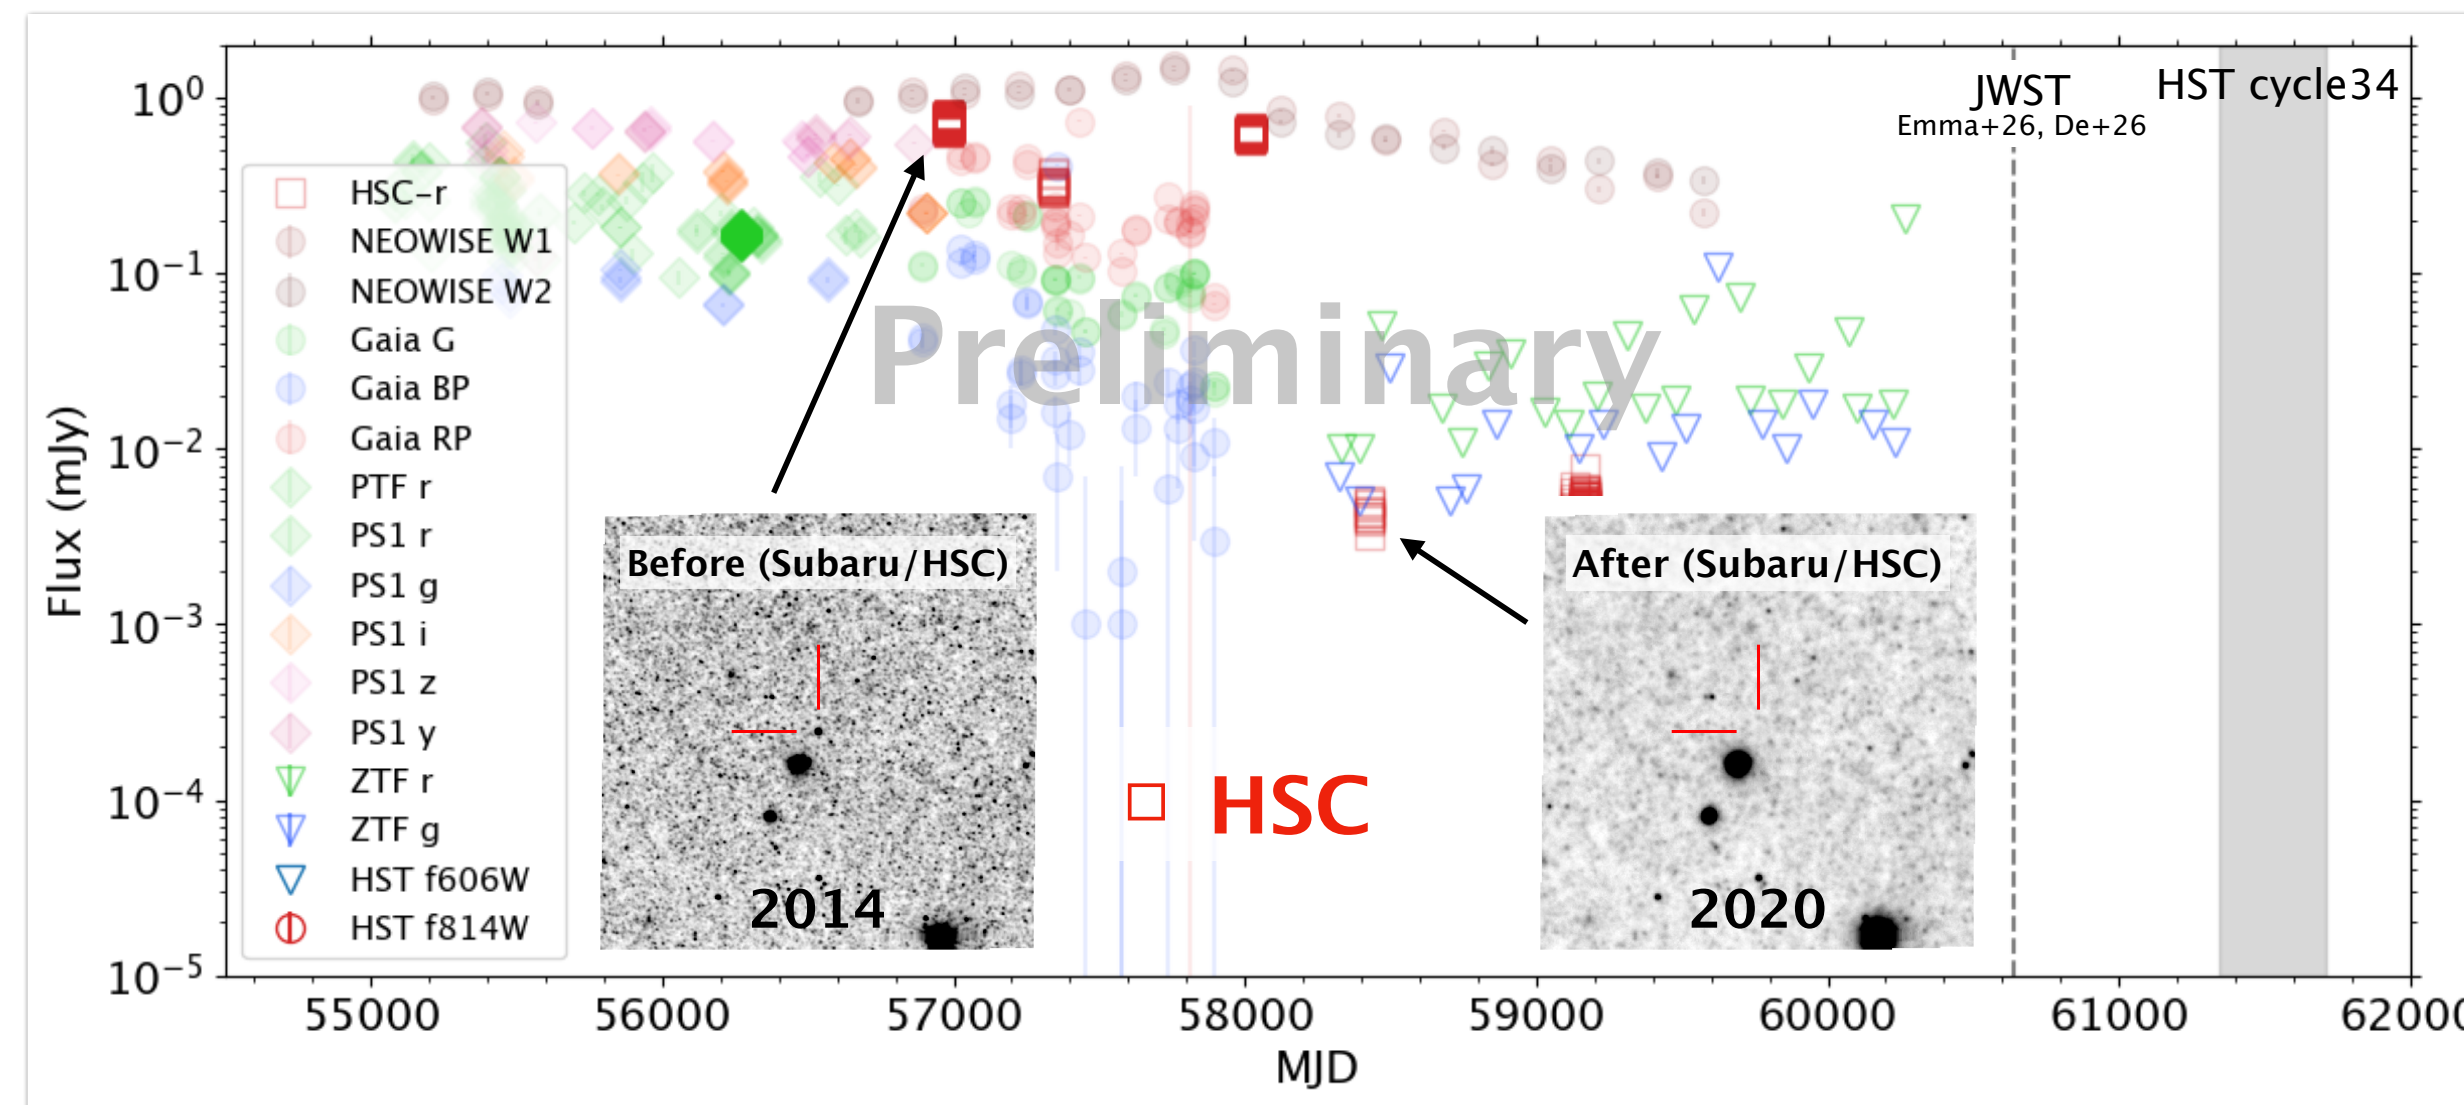 10⁰
10⁻¹
10⁻²
10⁻³
10⁻⁴
10⁻⁵
Flux (mJy)
HSC-r
NEOWISE W1
NEOWISE W2
Gaia G
Gaia BP
Gaia RP
PTF r
PS1 r
PS1 g
PS1 i
PS1 z
PS1 y
ZTF r
ZTF g
HST f606W
HST f814W
JWST
Emma+26, De+26
HST cycle34
Preliminary
Before (Subaru/HSC)
2014
HSC
After (Subaru/HSC)
2020
55000 56000 57000 58000 59000 60000 61000 6200
MJD